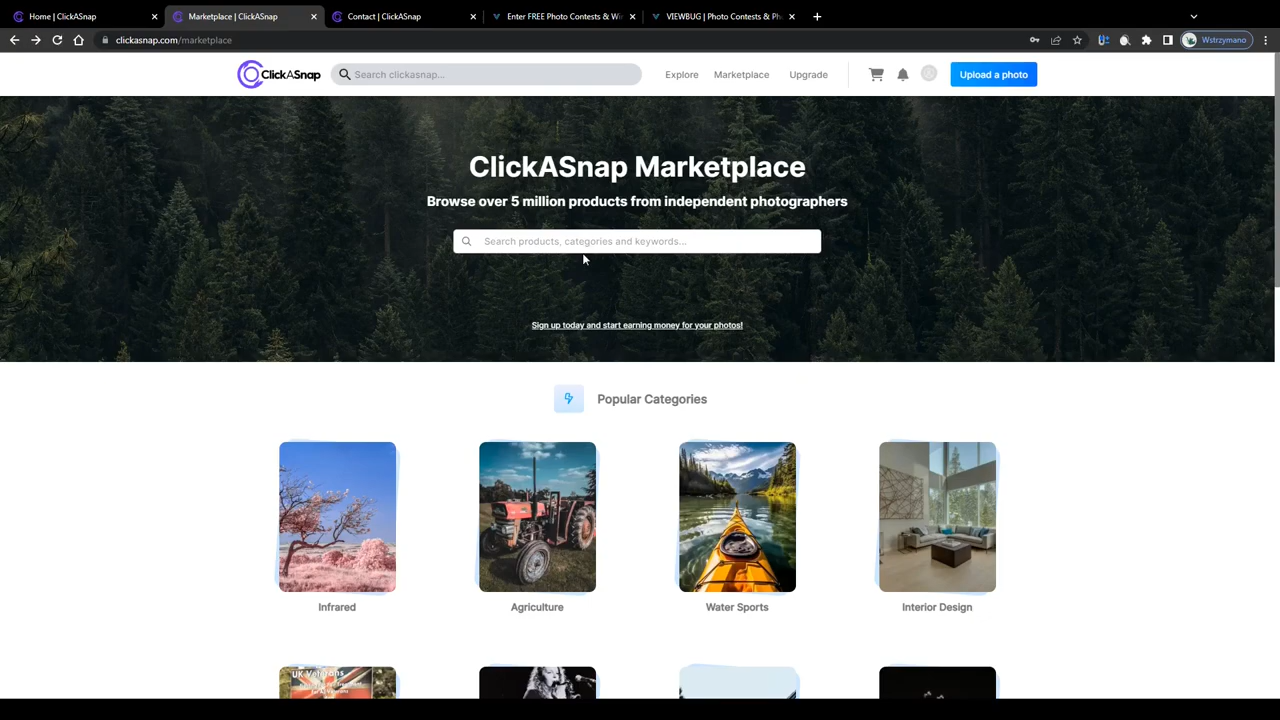 Home | ClickASnap
Marketplace | ClickASnap
Contact | ClickASnap
Enter FREE Photo Contests & Wi
VIEWBUG | Photo Contests & Ph
clickasnap.com/marketplace
Wstrzymano
ClickASnap
Search clickasnap...
Explore
Marketplace
Upgrade
Upload a photo
ClickASnap Marketplace
Browse over 5 million products from independent photographers
Search products, categories and keywords...
Sign up today and start earning money for your photos!
Popular Categories
Infrared
Agriculture
Water Sports
Interior Design
UK Veterans